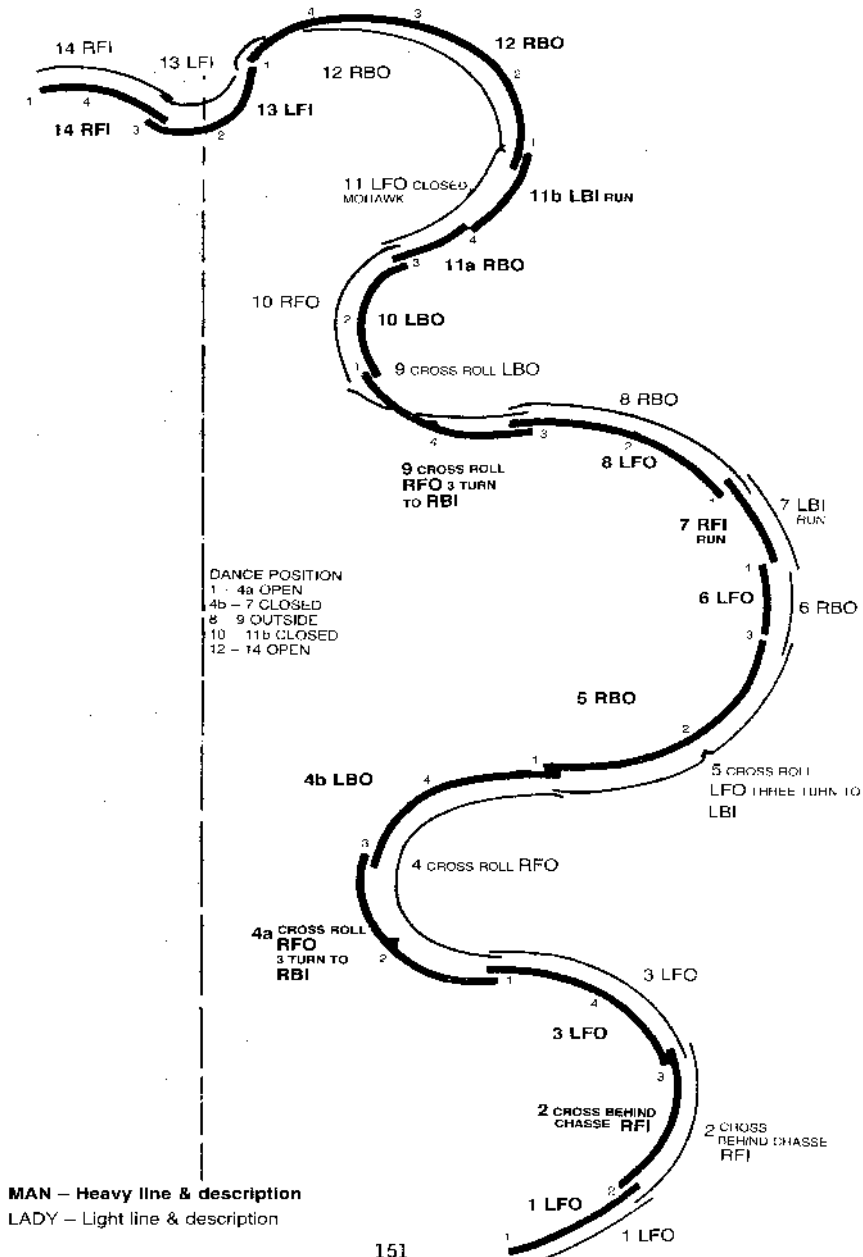 4
3
14 RFI
13 LFI
12 RBO
1
12 RBO
2
1
4
14 RFI
3
2
13 LFI
1
11 LFO CLOSED
MOHAWK
11b LBI RUN
4
3
11a RBO
10 RFO
2
10 LBO
1
9 CROSS ROLL LBO
8 RBO
4
3
2
8 LFO
9 CROSS ROLL
RFO 3 TURN
TO RBI
1
7 RFI
RUN
7 LBI
RUN
DANCE POSITION
1 - 4a OPEN
4b – 7 CLOSED
8 9 OUTSIDE
10 11b CLOSED
12 – 14 OPEN
6 LFO
6 RBO
3
5 RBO
2
4b LBO
4
1
5 CROSS ROLL
LFO THREE TURN TO
LBI
3
4 CROSS ROLL RFO
4a CROSS ROLL
RFO
3 TURN TO
RBI
2
1
3 LFO
4
3 LFO
3
2 CROSS BEHIND
CHASSE RFI
2 CROSS
BEHIND CHASSE
RFI
2
MAN – Heavy line & description
LADY – Light line & description
1 LFO
1
1 LFO
151